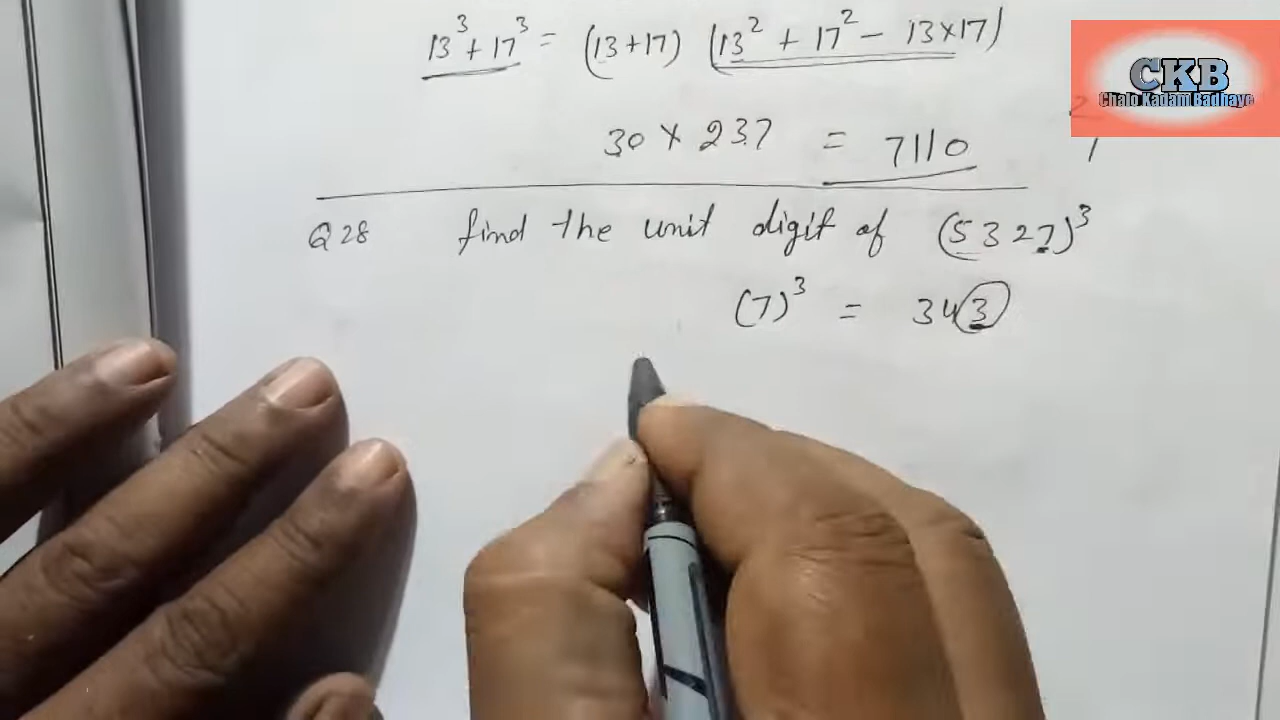 13³ + 17³ = (13+17) (13² + 17² - 13×17)
CKB
Chalo Kadam Badhaye
30 × 237 = 7110
Q 28 find the unit digit of (5327)³
(7)³ = 343